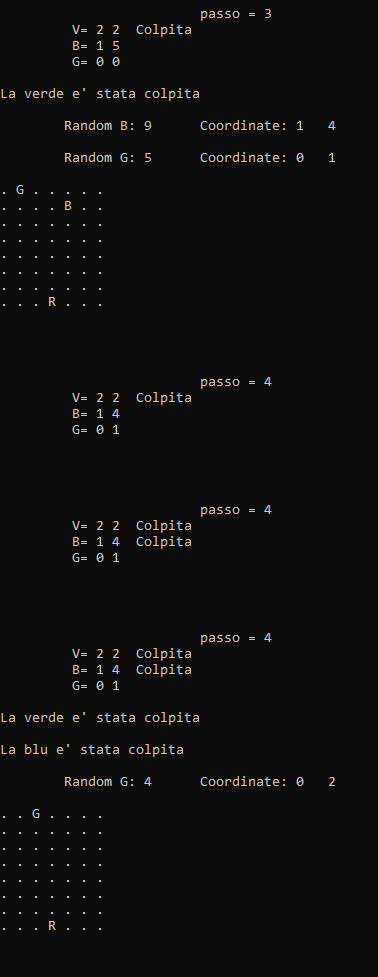 passo = 3
V= 2 2  Colpita
B= 1 5
G= 0 0
La verde e' stata colpita
Random B: 9      Coordinate: 1   4
Random G: 5      Coordinate: 0   1
. G . . . . .
. . . . B . .
. . . . . . .
. . . . . . .
. . . . . . .
. . . . . . .
. . . . . . .
. . . R . . .
passo = 4
V= 2 2  Colpita
B= 1 4
G= 0 1
passo = 4
V= 2 2  Colpita
B= 1 4  Colpita
G= 0 1
passo = 4
V= 2 2  Colpita
B= 1 4  Colpita
G= 0 1
La verde e' stata colpita
La blu e' stata colpita
Random G: 4      Coordinate: 0   2
. . G . . . .
. . . . . . .
. . . . . . .
. . . . . . .
. . . . . . .
. . . . . . .
. . . . . . .
. . . R . . .